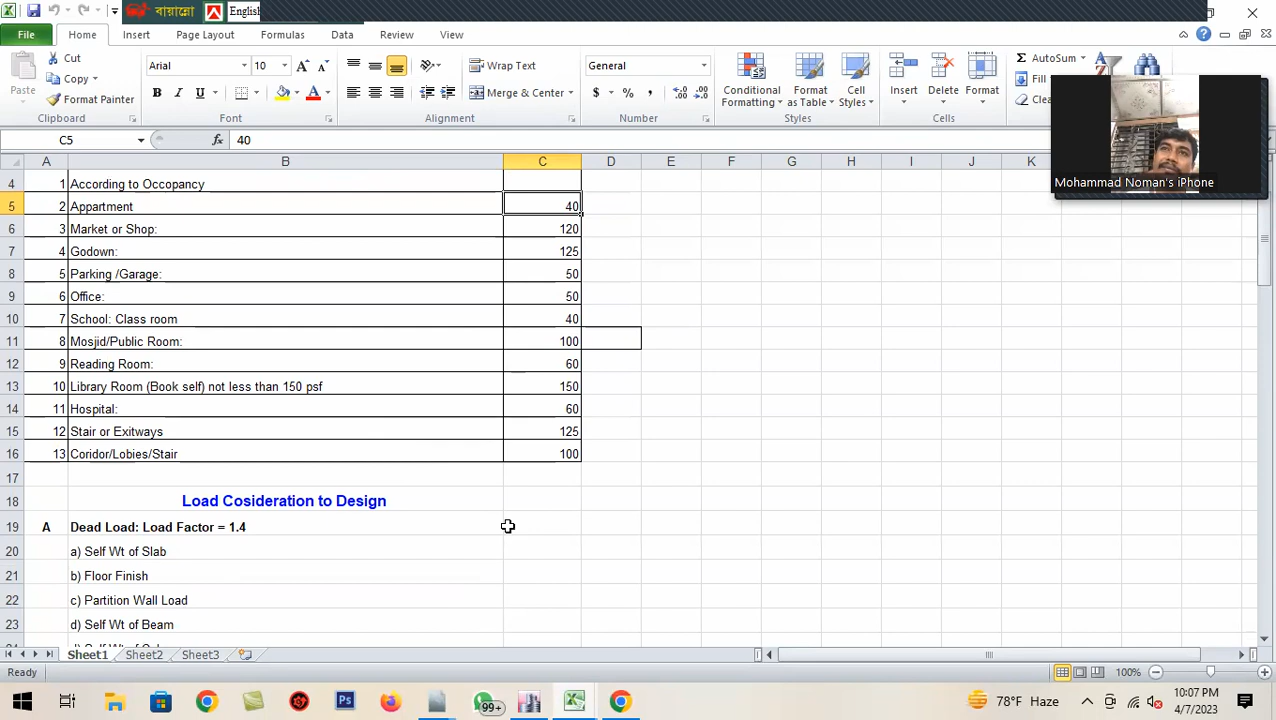 বায়ান্নো English
File Home Insert Page Layout Formulas Data Review View
Cut
Copy
Format Painter
Paste
Clipboard
Arial 10
Font
Wrap Text
Merge & Center
Alignment
General
Number
Conditional Formatting
Format as Table
Cell Styles
Styles
Insert Delete Format
Cells
AutoSum
Fill
Clea
Mohammad Noman's iPhone
C5 fx 40
A B C D E F G H I J K
4 1 According to Occopancy
5 2 Appartment 40
6 3 Market or Shop: 120
7 4 Godown: 125
8 5 Parking /Garage: 50
9 6 Office: 50
10 7 School: Class room 40
11 8 Mosjid/Public Room: 100
12 9 Reading Room: 60
13 10 Library Room (Book self) not less than 150 psf 150
14 11 Hospital: 60
15 12 Stair or Exitways 125
16 13 Coridor/Lobies/Stair 100
17
18 Load Cosideration to Design
19 A Dead Load: Load Factor = 1.4
20 a) Self Wt of Slab
21 b) Floor Finish
22 c) Partition Wall Load
23 d) Self Wt of Beam
Sheet1 Sheet2 Sheet3
Ready 100%
Ps 99+ 78°F Haze 10:07 PM
4/7/2023